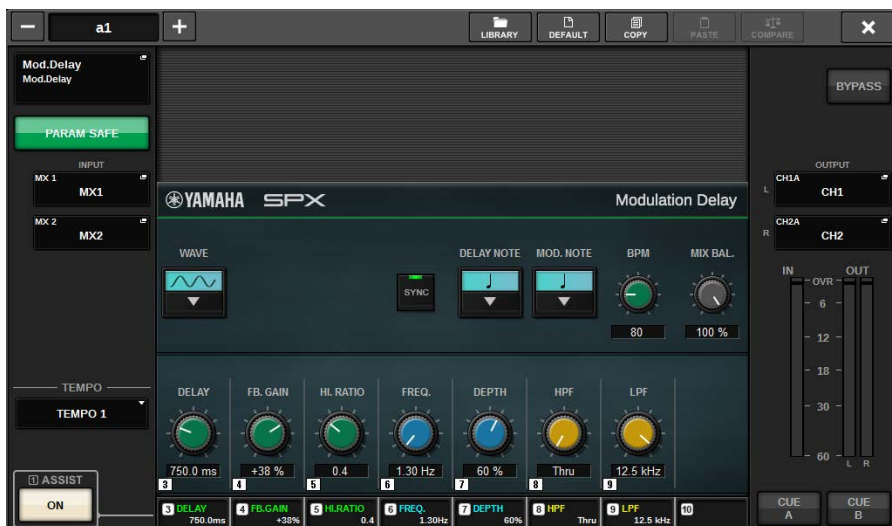 a1
LIBRARY
DEFAULT
COPY
PASTE
COMPARE
Mod.Delay
Mod.Delay
BYPASS
PARAM SAFE
INPUT
MX 1
MX1
MX 2
MX2
OUTPUT
L
CH1A
CH1
R
CH2A
CH2
YAMAHA SPX
Modulation Delay
WAVE
SYNC
DELAY NOTE
MOD. NOTE
BPM
80
MIX BAL.
100 %
IN
OUT
OVR
6
12
18
30
60
L R
TEMPO
TEMPO 1
DELAY
FB. GAIN
HI. RATIO
FREQ.
DEPTH
HPF
LPF
750.0 ms
+38 %
0.4
1.30 Hz
60 %
Thru
12.5 kHz
3
4
5
6
7
8
9
1 ASSIST
ON
3 DELAY
750.0ms
4 FB.GAIN
+38%
5 HI.RATIO
0.4
6 FREQ.
1.30Hz
7 DEPTH
60%
8 HPF
Thru
9 LPF
12.5 kHz
10
CUE
A
CUE
B